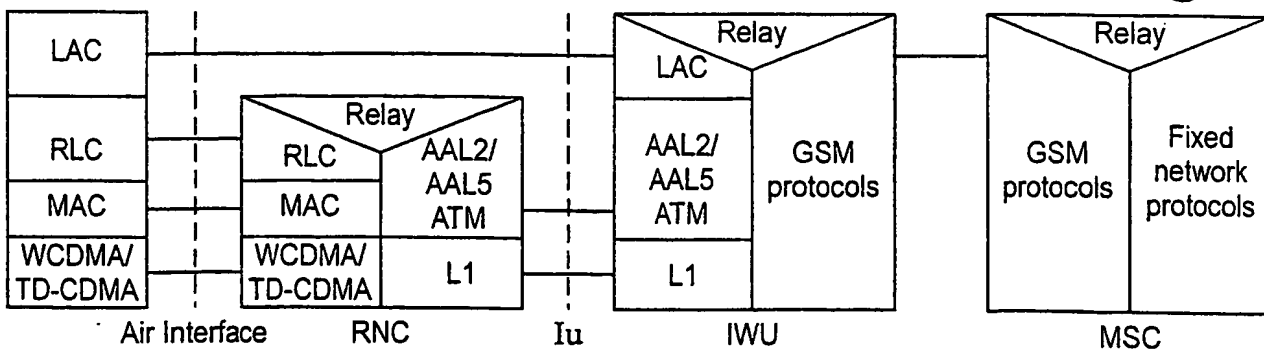 LAC
RLC
MAC
WCDMA/
TD-CDMA
Air Interface
Relay
RLC
MAC
WCDMA/
TD-CDMA
AAL2/
AAL5
ATM
L1
RNC
Iu
Relay
LAC
AAL2/
AAL5
ATM
L1
GSM
protocols
IWU
Relay
GSM
protocols
Fixed
network
protocols
MSC